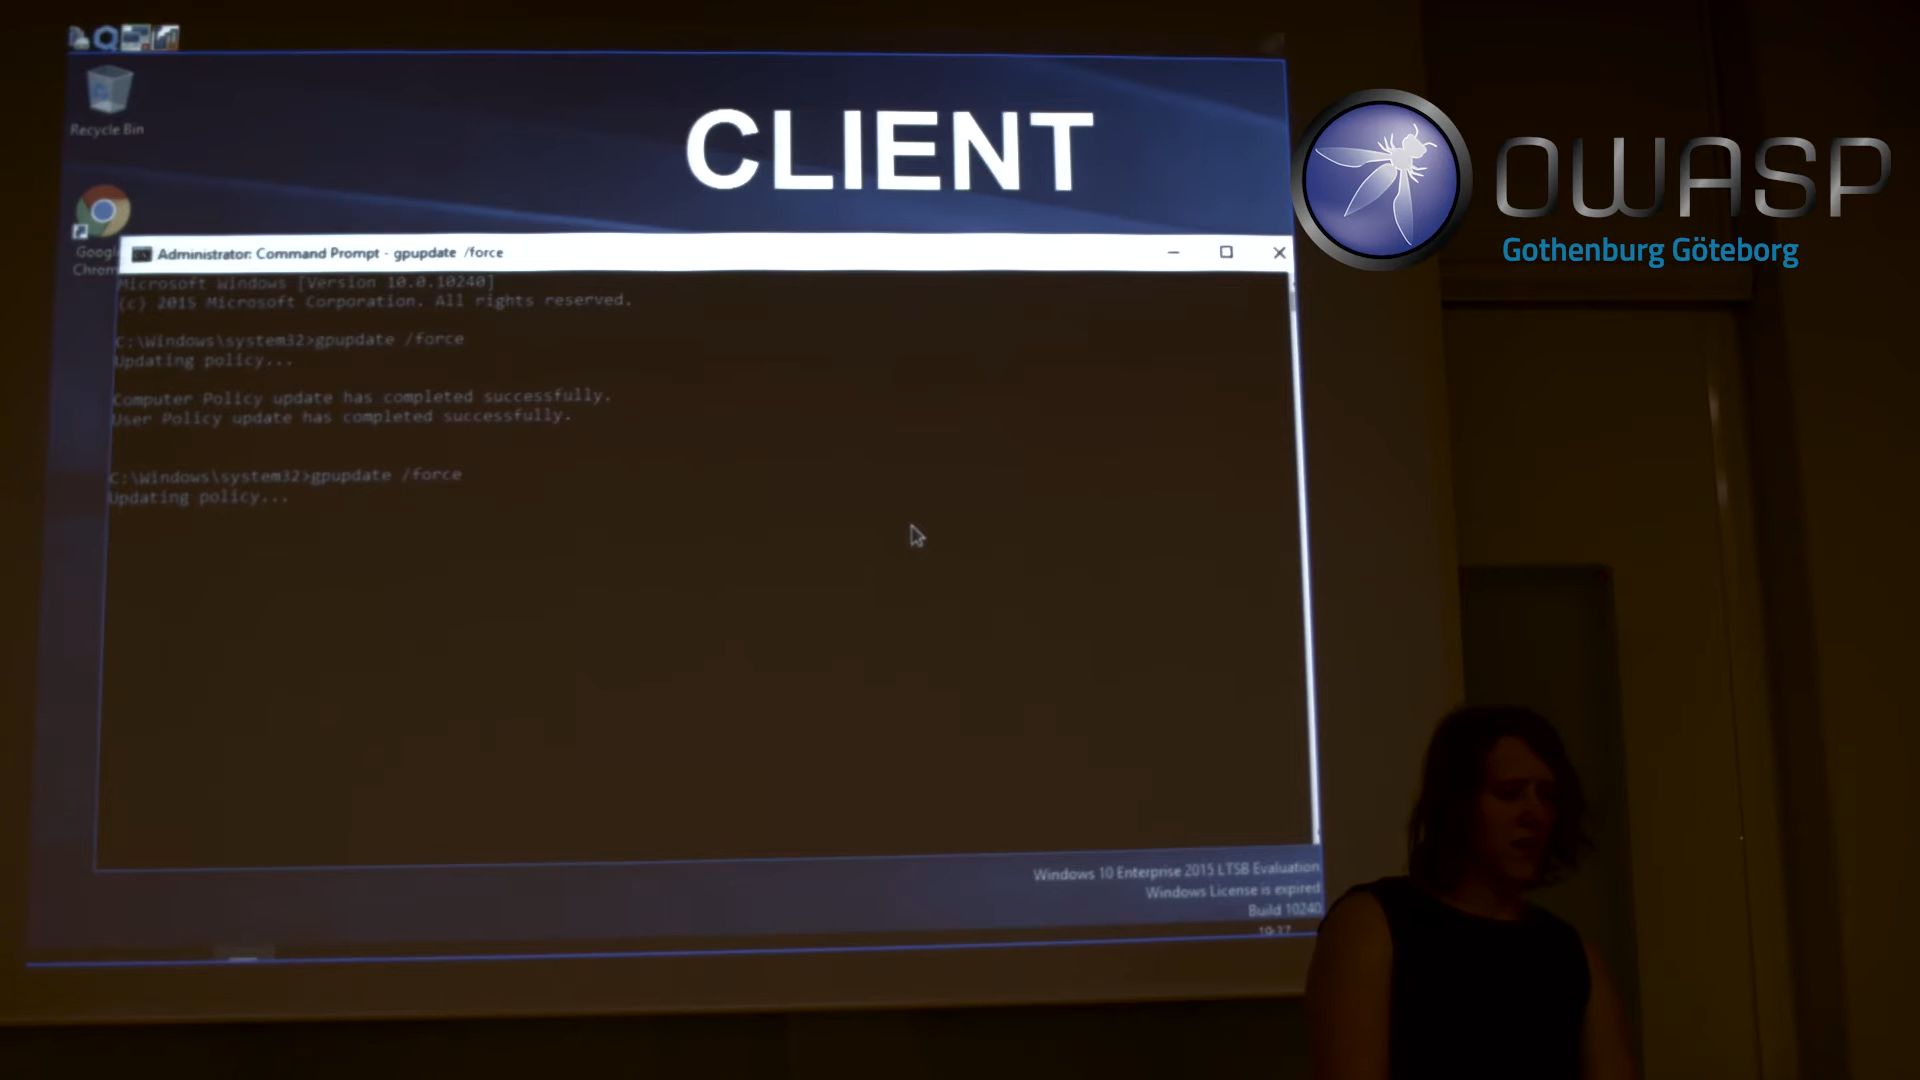 CLIENT
OWASP
Gothenburg Göteborg
Recycle Bin
Google
Chrome
Administrator: Command Prompt - gpupdate /force
Microsoft Windows [Version 10.0.10240]
(c) 2015 Microsoft Corporation. All rights reserved.
C:\Windows\system32>gpupdate /force
Updating policy...
Computer Policy update has completed successfully.
User Policy update has completed successfully.
C:\Windows\system32>gpupdate /force
Updating policy...
Windows 10 Enterprise 2015 LTSB Evaluation
Windows License is expired
Build 10240